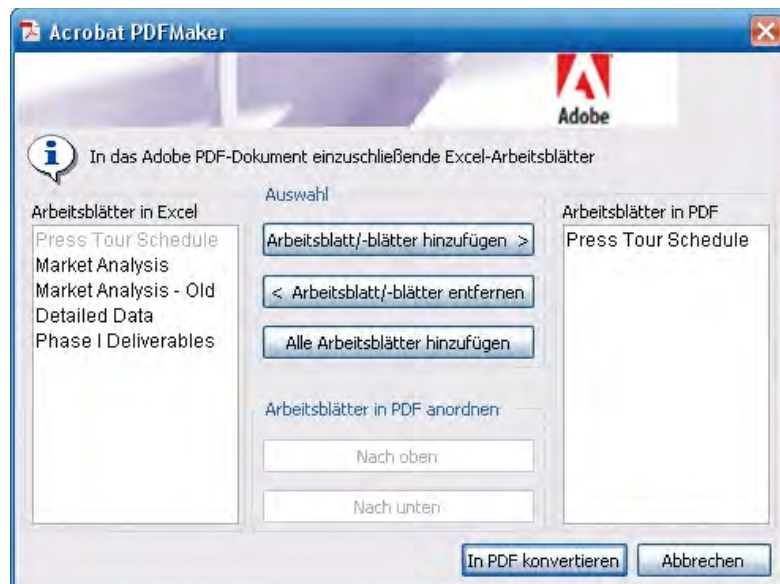 Acrobat PDFMaker
Adobe
In das Adobe PDF-Dokument einzuschließende Excel-Arbeitsblätter
Arbeitsblätter in Excel
Press Tour Schedule
Market Analysis
Market Analysis - Old
Detailed Data
Phase I Deliverables
Auswahl
Arbeitsblatt/-blätter hinzufügen >
< Arbeitsblatt/-blätter entfernen
Alle Arbeitsblätter hinzufügen
Arbeitsblätter in PDF anordnen
Nach oben
Nach unten
Arbeitsblätter in PDF
Press Tour Schedule
In PDF konvertieren
Abbrechen